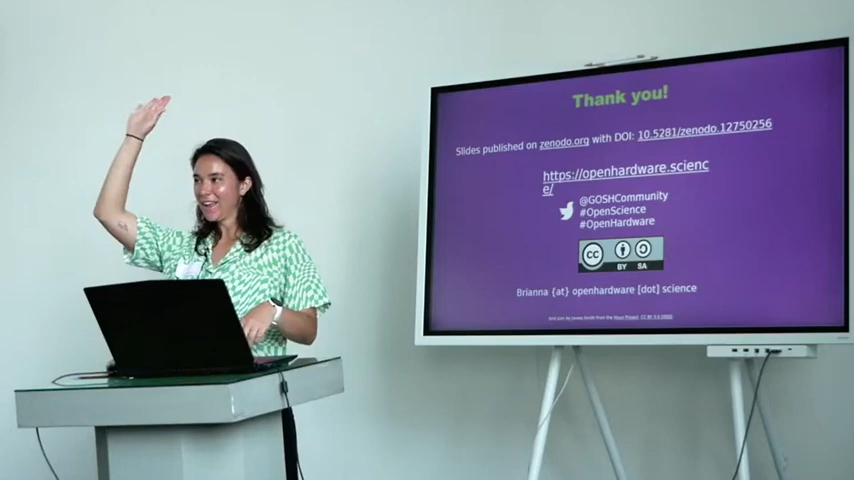 Thank you!
Slides published on zenodo.org with DOI: 10.5281/zenodo.12750256
https://openhardware.scienc
e/
@GOSHCommunity
#OpenScience
#OpenHardware
CC BY SA
Brianna {at} openhardware [dot] science